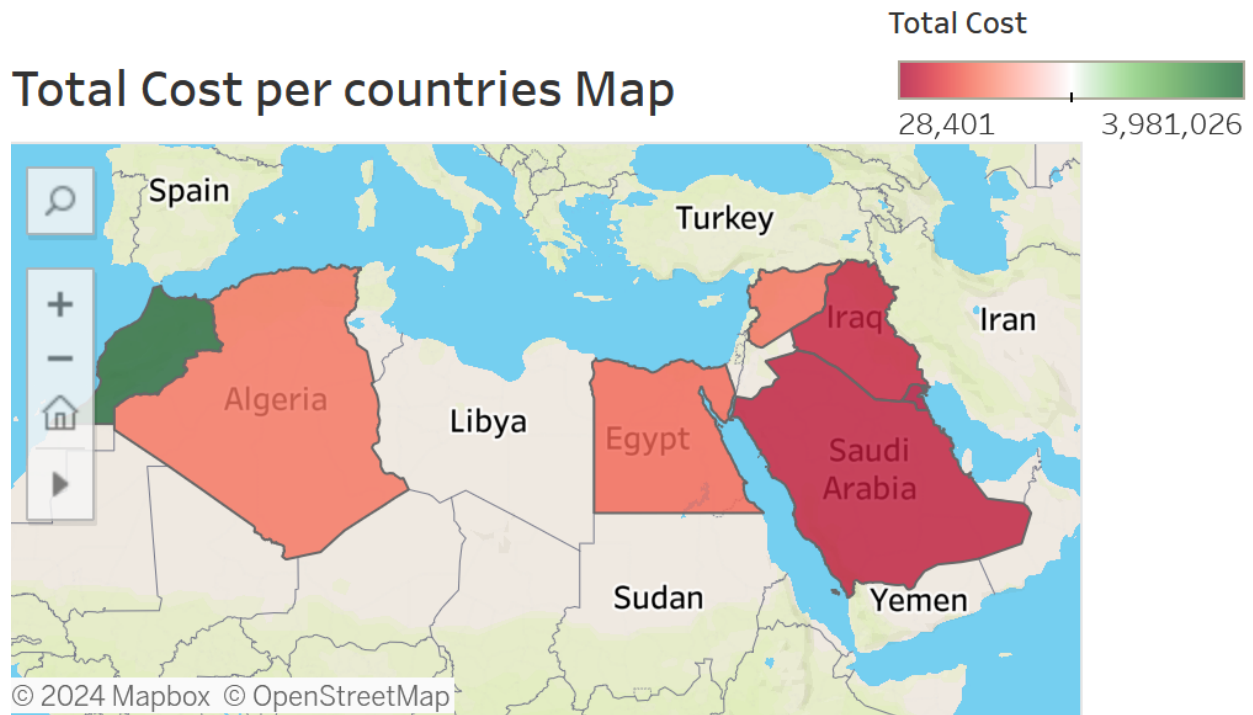 Total Cost
Total Cost per countries Map
28,401
3,981,026
Spain
Turkey
Iraq
Iran
Algeria
Libya
Egypt
Saudi
Arabia
Sudan
Yemen
© 2024 Mapbox © OpenStreetMap